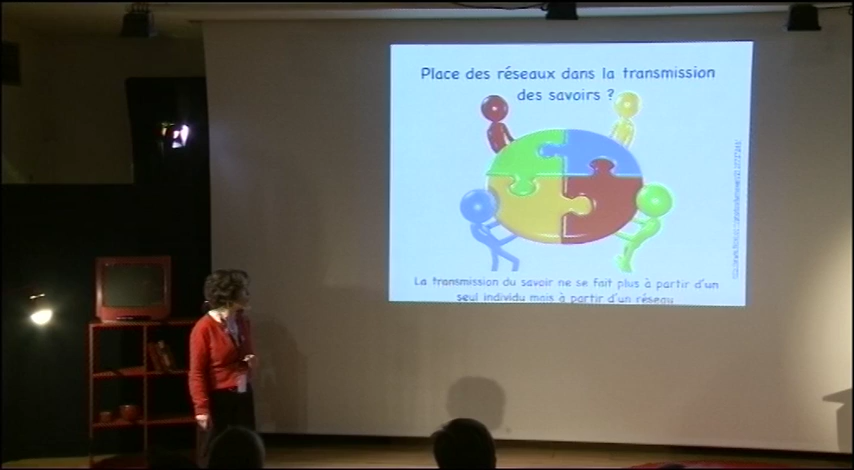 Place des réseaux dans la transmission
des savoirs ?
La transmission du savoir ne se fait plus à partir d'un
seul individu mais à partir d'un réseau